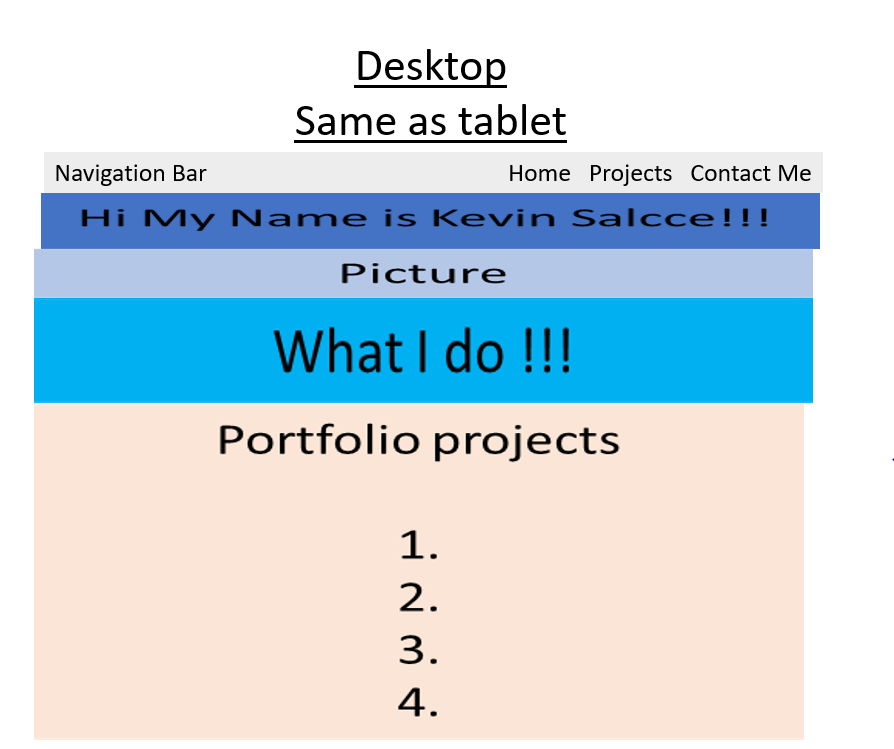 Desktop
Same as tablet
Navigation Bar Home Projects Contact Me
Hi My Name is Kevin Salcce!!!
Picture
What I do !!!
Portfolio projects
1.
2.
3.
4.